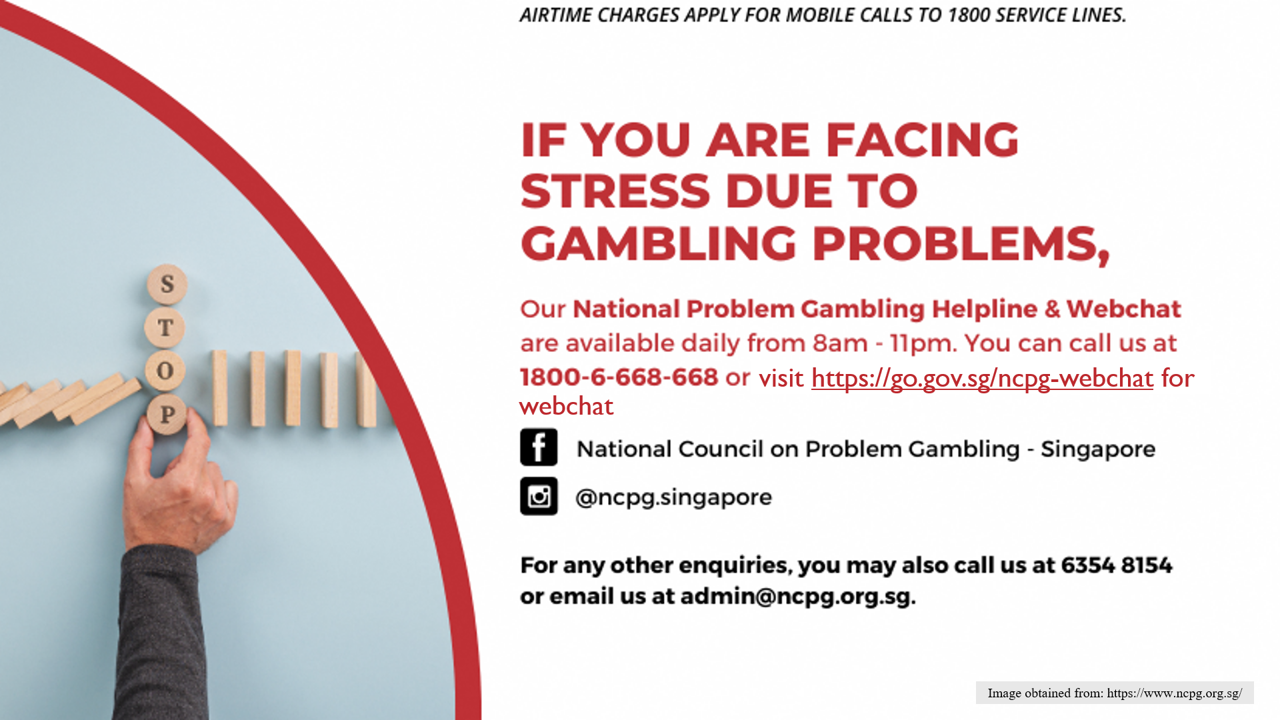 AIRTIME CHARGES APPLY FOR MOBILE CALLS TO 1800 SERVICE LINES.
IF YOU ARE FACING
STRESS DUE TO
GAMBLING PROBLEMS,
Our National Problem Gambling Helpline & Webchat
are available daily from 8am - 11pm. You can call us at
1800-6-668-668 or visit https://go.gov.sg/ncpg-webchat for
webchat
National Council on Problem Gambling - Singapore
@ncpg.singapore
For any other enquiries, you may also call us at 6354 8154
or email us at admin@ncpg.org.sg.
S
T
O
P
Image obtained from: https://www.ncpg.org.sg/